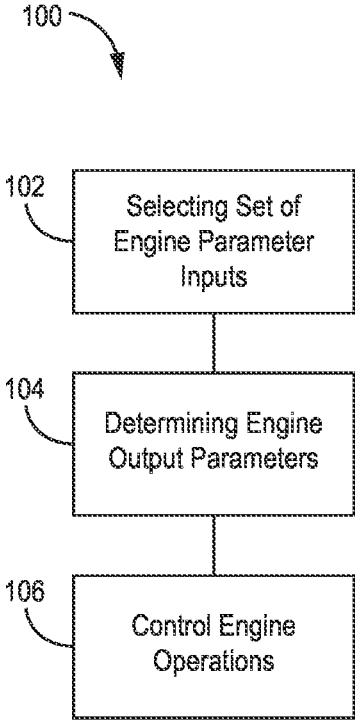 100
102
Selecting Set of
Engine Parameter
Inputs
104
Determining Engine
Output Parameters
106
Control Engine
Operations